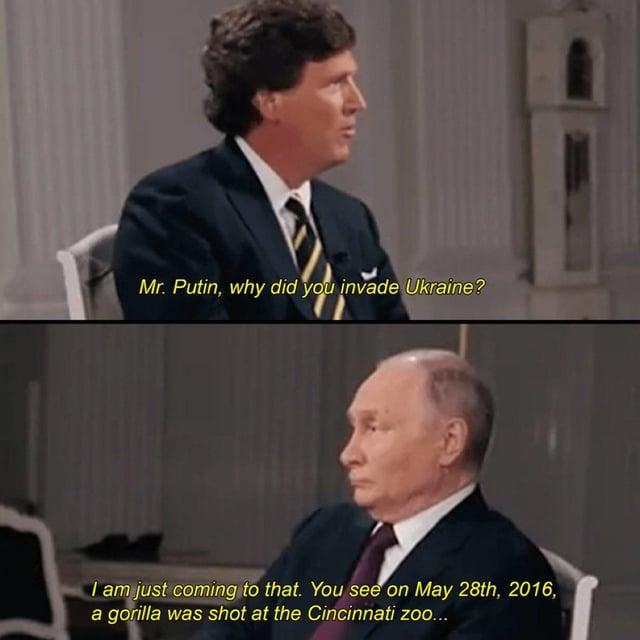 Mr. Putin, why did you invade Ukraine?
I am just coming to that. You see on May 28th, 2016,
a gorilla was shot at the Cincinnati zoo...